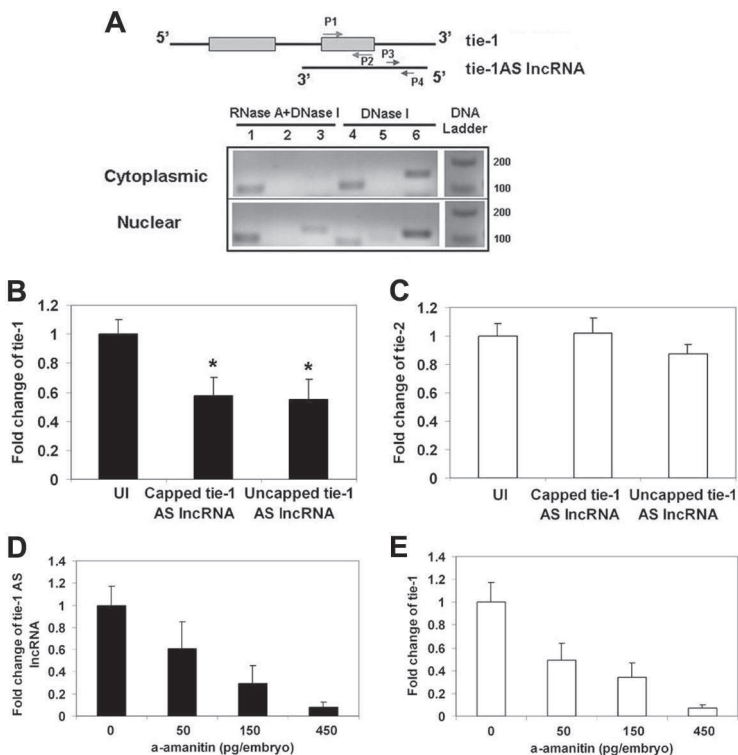 A
5'
P1
3'
tie-1
P2
P3
tie-1AS lncRNA
3'
P4
5'
RNase A+DNase I
DNase I
DNA
Ladder
1 2 3 4 5 6
Cytoplasmic
200
100
Nuclear
200
100
B
Fold change of tie-1
1.2
1
0.8
0.6
0.4
0.2
0
*
*
UI
Capped tie-1
AS lncRNA
Uncapped tie-1
AS lncRNA
C
Fold change of tie-2
1.2
1
0.8
0.6
0.4
0.2
0
UI
Capped tie-1
AS lncRNA
Uncapped tie-1
AS lncRNA
D
Fold change of tie-1 AS
lncRNA
1.4
1.2
1
0.8
0.6
0.4
0.2
0
0 50 150 450
a-amanitin (pg/embryo)
E
Fold change of tie-1
1.4
1.2
1
0.8
0.6
0.4
0.2
0
0 50 150 450
a-amanitin (pg/embryo)